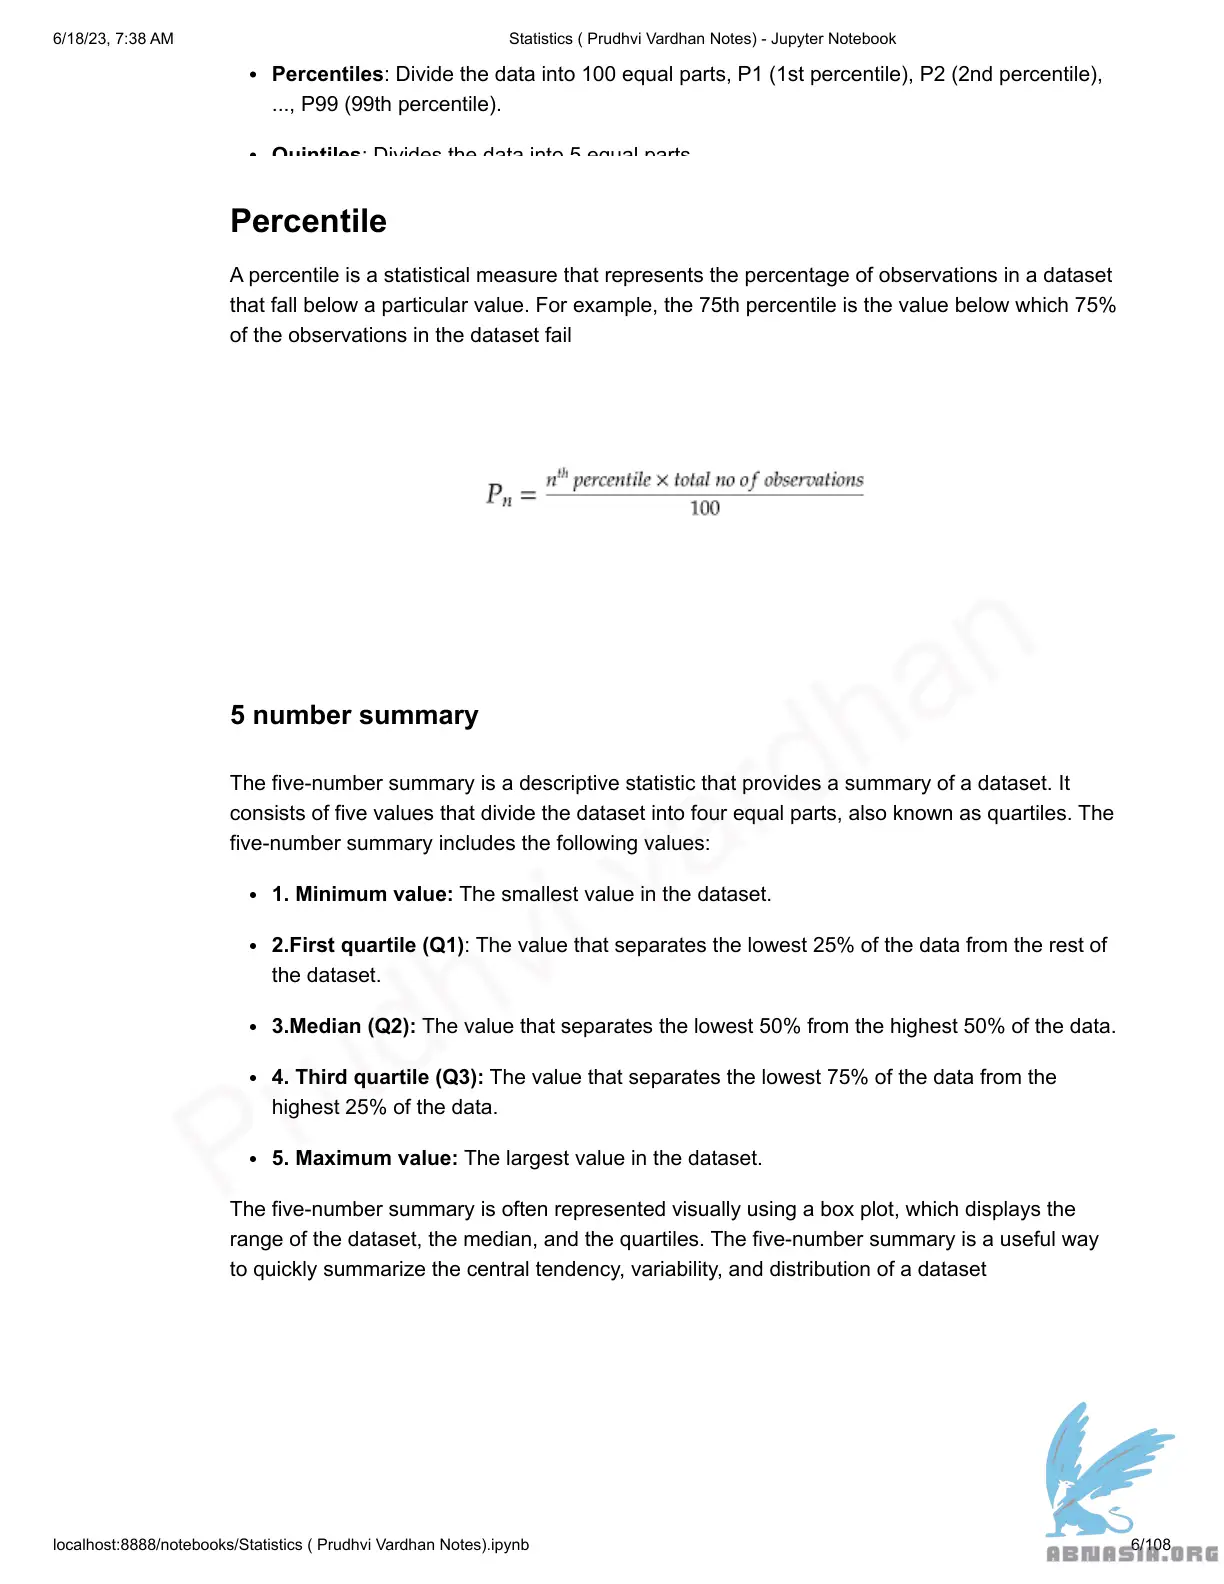 6/18/23, 7:38 AM
Statistics ( Prudhvi Vardhan Notes) - Jupyter Notebook
• Percentiles: Divide the data into 100 equal parts, P1 (1st percentile), P2 (2nd percentile),
..., P99 (99th percentile).
• Quintiles: Divides the data into 5 equal parts
Percentile
A percentile is a statistical measure that represents the percentage of observations in a dataset
that fall below a particular value. For example, the 75th percentile is the value below which 75%
of the observations in the dataset fail
Pₙ = nᵗʰ percentile × total no of observations
100
5 number summary
The five-number summary is a descriptive statistic that provides a summary of a dataset. It
consists of five values that divide the dataset into four equal parts, also known as quartiles. The
five-number summary includes the following values:
• 1. Minimum value: The smallest value in the dataset.
• 2.First quartile (Q1): The value that separates the lowest 25% of the data from the rest of
the dataset.
• 3.Median (Q2): The value that separates the lowest 50% from the highest 50% of the data.
• 4. Third quartile (Q3): The value that separates the lowest 75% of the data from the
highest 25% of the data.
• 5. Maximum value: The largest value in the dataset.
The five-number summary is often represented visually using a box plot, which displays the
range of the dataset, the median, and the quartiles. The five-number summary is a useful way
to quickly summarize the central tendency, variability, and distribution of a dataset
Prudhvi vardhan
localhost:8888/notebooks/Statistics ( Prudhvi Vardhan Notes).ipynb
6/108
ABNASIA.ORG